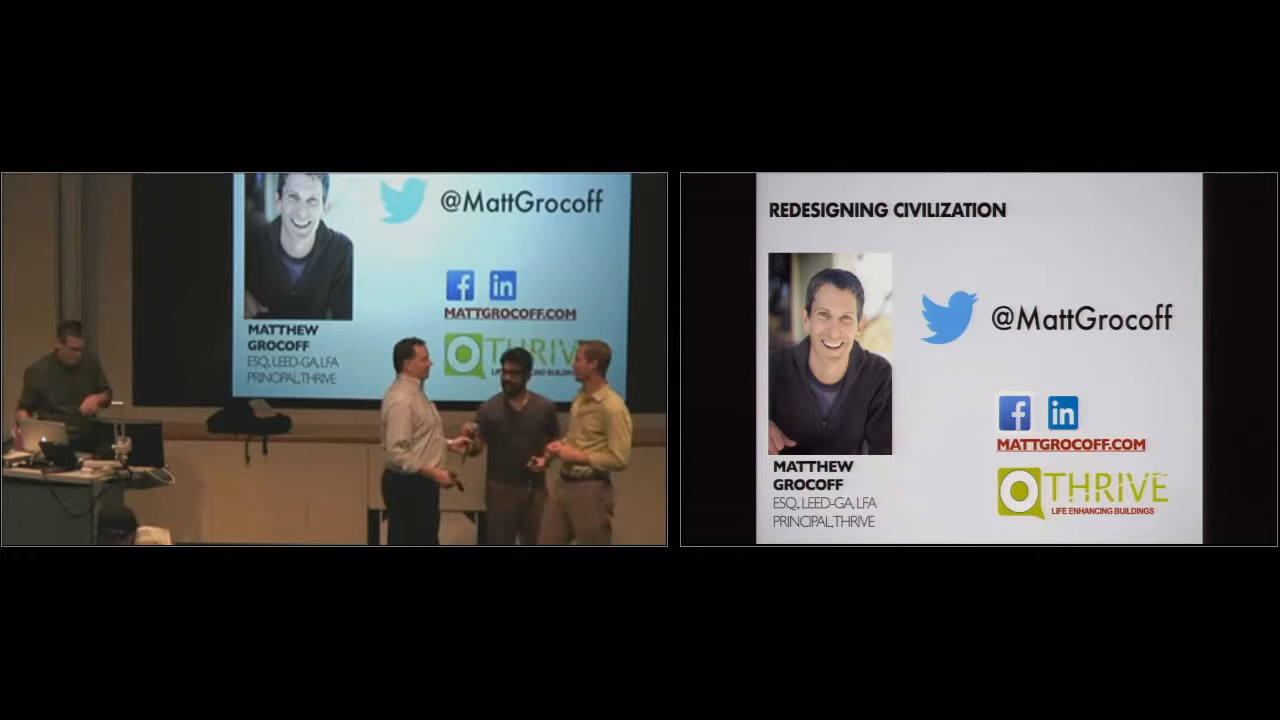 @MattGrocoff
MATTGROCOFF.COM
MATTHEW
GROCOFF
ESQ, LEED-GA, LFA
PRINCIPAL, THRIVE
THRIV
REDESIGNING CIVILIZATION
@MattGrocoff
MATTGROCOFF.COM
MATTHEW
GROCOFF
ESQ, LEED-GA, LFA
PRINCIPAL, THRIVE
THRIVE
LIFE ENHANCING BUILDINGS